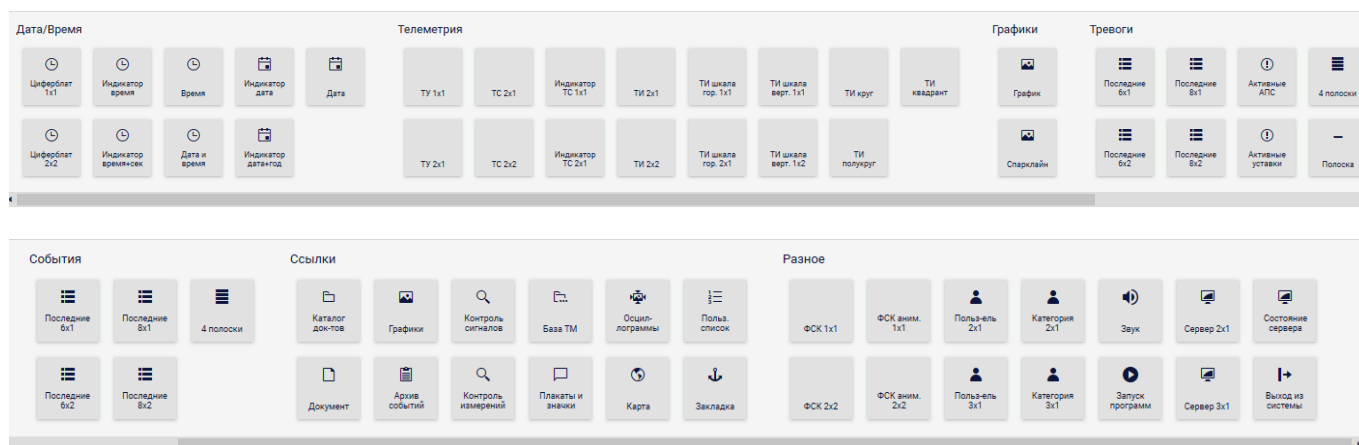 Дата/Время
Телеметрия
Графики
Тревоги
Циферблат
1x1
Индикатор
время
Время
Индикатор
дата
Дата
ТУ 1x1
ТС 2x1
Индикатор
ТС 1x1
ТИ 2x1
ТИ шкала
гор. 1x1
ТИ шкала
верт. 1x1
ТИ круг
ТИ
квадрант
График
Последние
6x1
Последние
8x1
Активные
АПС
4 полоски
Циферблат
2x2
Индикатор
время+сек
Дата и
время
Индикатор
дата+год
ТУ 2x1
ТС 2x2
Индикатор
ТС 2x1
ТИ 2x2
ТИ шкала
гор. 2x1
ТИ шкала
верт. 1x2
ТИ
полукруг
Спарклайн
Последние
6x2
Последние
8x2
Активные
уставки
Полоска
События
Ссылки
Разное
Последние
6x1
Последние
8x1
4 полоски
Каталог
док-тов
Графики
Контроль
сигналов
База ТМ
Осцил-
лограммы
Польз.
список
ФСК 1x1
ФСК аним.
1x1
Польз-ель
2x1
Категория
2x1
Звук
Сервер 2x1
Состояние
сервера
Последние
6x2
Последние
8x2
Документ
Архив
событий
Контроль
измерений
Плакаты и
значки
Карта
Закладка
ФСК 2x2
ФСК аним.
2x2
Польз-ель
3x1
Категория
3x1
Запуск
программ
Сервер 3x1
Выход из
системы